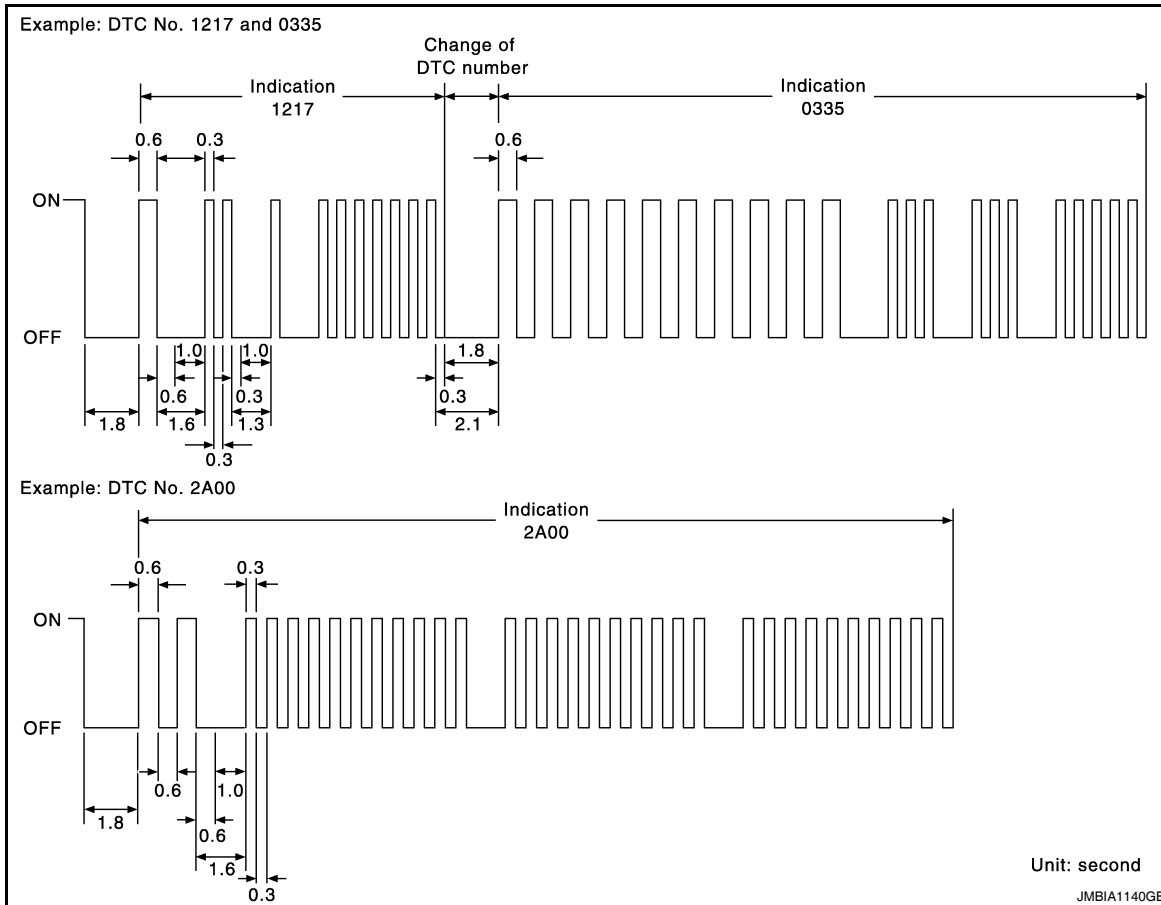 Example: DTC No. 1217 and 0335
Change of
DTC number
Indication
1217
Indication
0335
0.6
0.3
0.6
ON
OFF
1.0
1.0
1.8
0.6
0.3
0.3
1.8
1.6
1.3
2.1
0.3
Example: DTC No. 2A00
Indication
2A00
0.6
0.3
ON
OFF
0.6
1.0
1.8
0.6
1.6
0.3
Unit: second
JMBIA1140GE